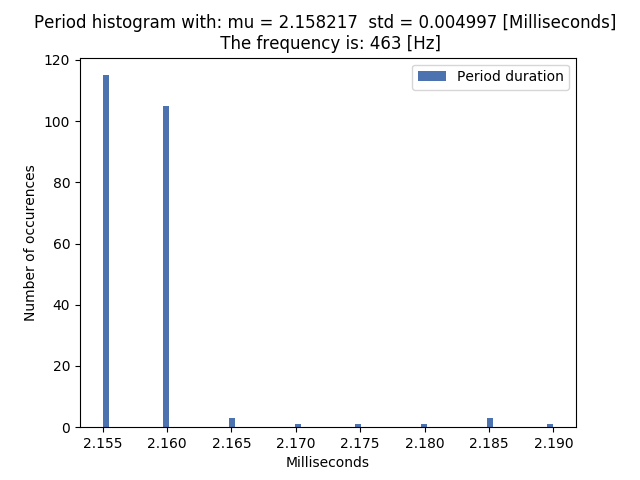 Period histogram with: mu = 2.158217  std = 0.004997 [Milliseconds]
The frequency is: 463 [Hz]
Period duration
120
100
80
60
40
20
0
Number of occurences
2.155 2.160 2.165 2.170 2.175 2.180 2.185 2.190
Milliseconds